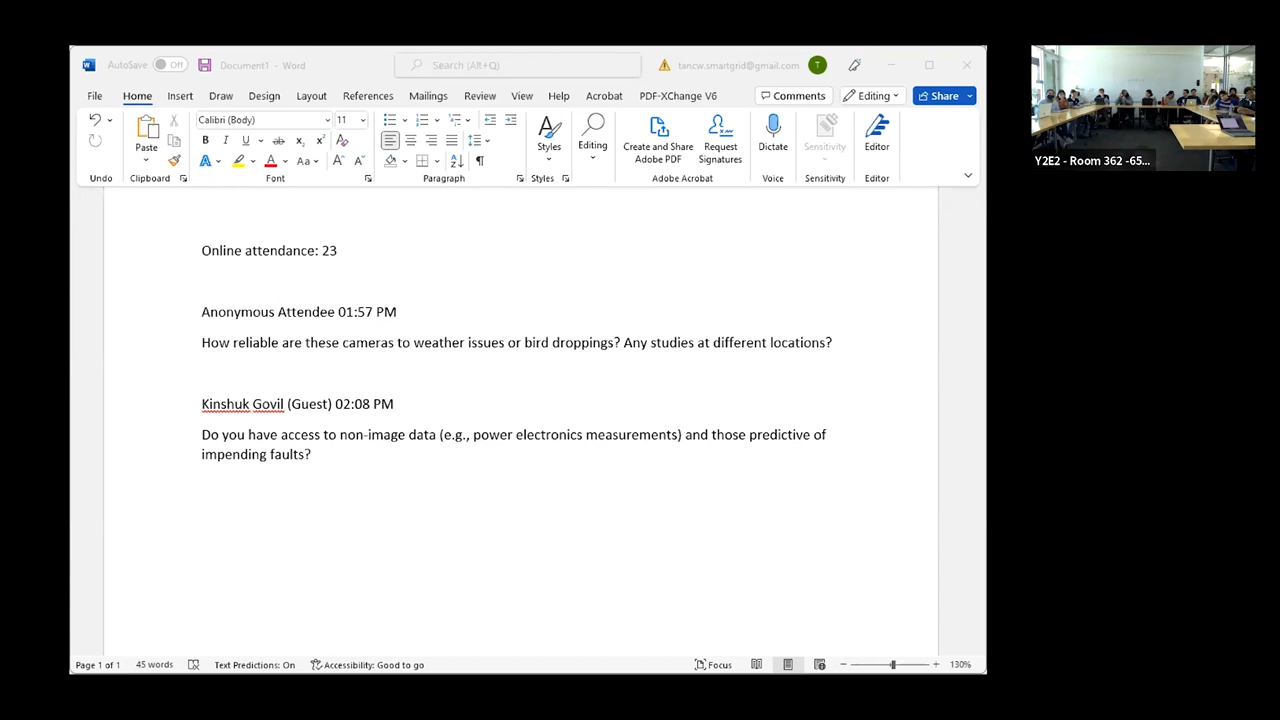 AutoSave Off Document1 - Word Search (Alt+Q) tancw.smartgrid@gmail.com T
File Home Insert Draw Design Layout References Mailings Review View Help Acrobat PDF-XChange V6 Comments Editing Share
Calibri (Body) 11
Paste Styles Editing Create and Share Adobe PDF Request Signatures Dictate Sensitivity Editor
Undo Clipboard Font Paragraph Styles Adobe Acrobat Voice Sensitivity Editor
Y2E2 - Room 362 -65...
Online attendance: 23
Anonymous Attendee 01:57 PM
How reliable are these cameras to weather issues or bird droppings? Any studies at different locations?
Kinshuk Govil (Guest) 02:08 PM
Do you have access to non-image data (e.g., power electronics measurements) and those predictive of
impending faults?
Page 1 of 1 45 words Text Predictions: On Accessibility: Good to go Focus 130%